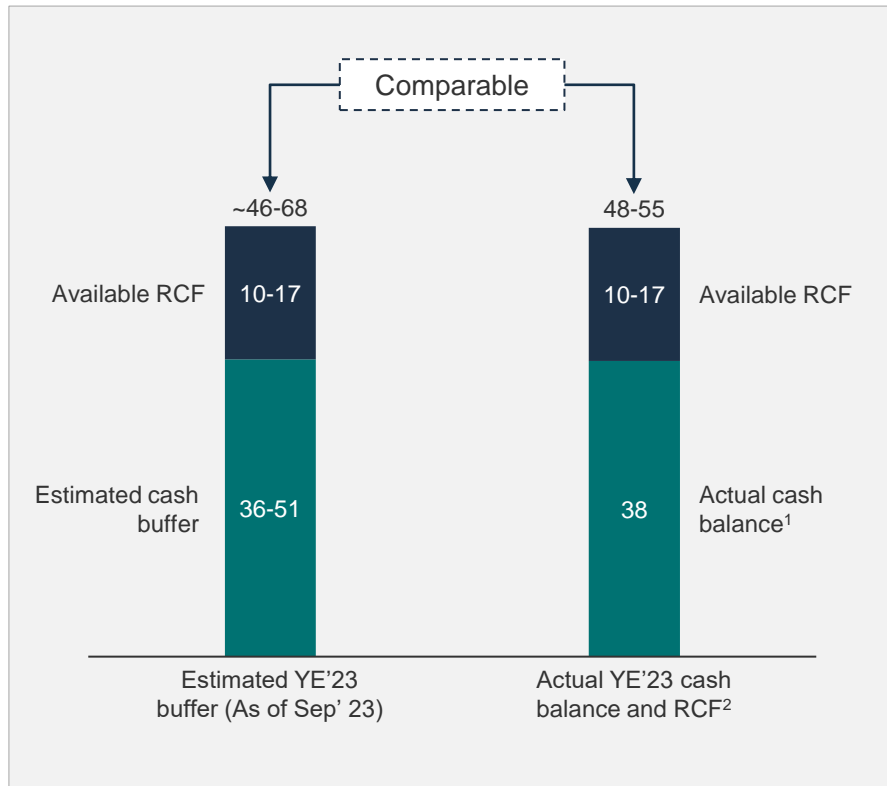 Comparable
~46-68
48-55
Available RCF
10-17
10-17
Available RCF
Estimated cash
buffer
36-51
38
Actual cash
balance¹
Estimated YE’23
buffer (As of Sep’ 23)
Actual YE’23 cash
balance and RCF²